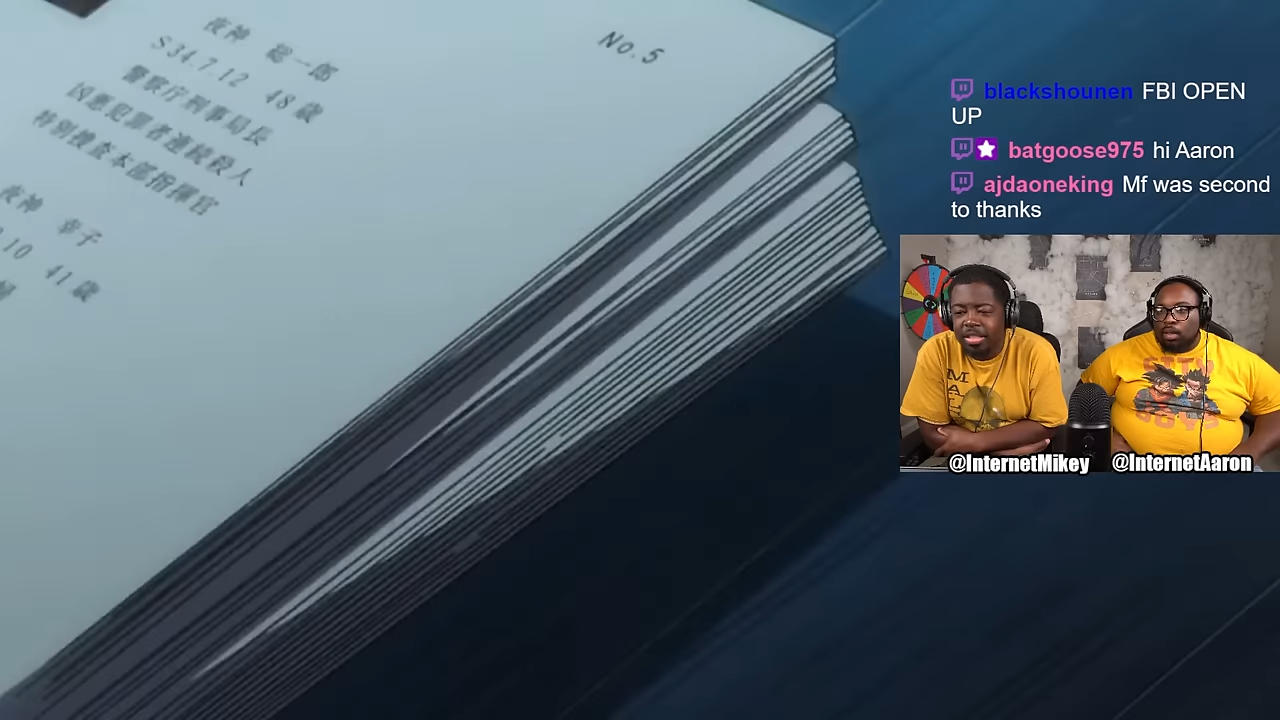 夜神 総一郎
S34.7.12 48歳
警察庁刑事局長
凶悪犯罪者連続殺人
特別捜査本部指揮官
夜神 幸子
.10 41歳
No.5
blackshounen FBI OPEN
UP
batgoose975 hi Aaron
ajdaoneking Mf was second
to thanks
@InternetMikey
@InternetAaron